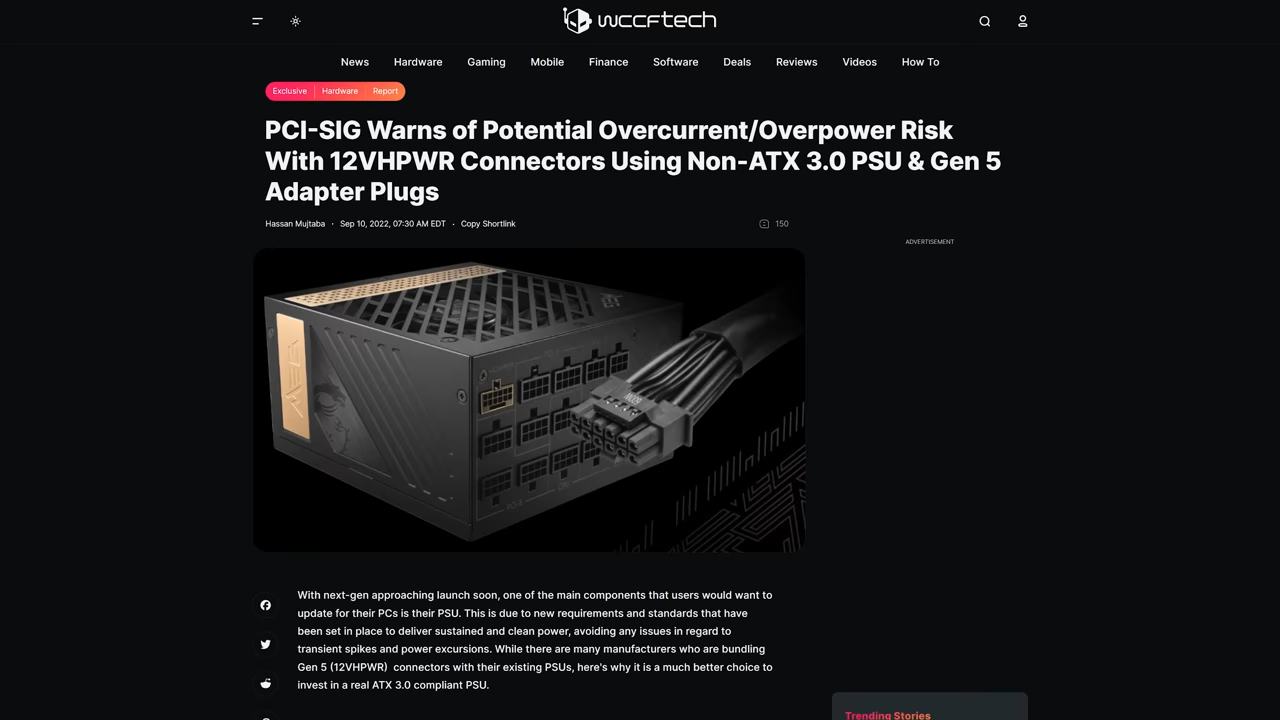 wccftech
News Hardware Gaming Mobile Finance Software Deals Reviews Videos How To
Exclusive Hardware Report
PCI-SIG Warns of Potential Overcurrent/Overpower Risk
With 12VHPWR Connectors Using Non-ATX 3.0 PSU & Gen 5
Adapter Plugs
Hassan Mujtaba · Sep 10, 2022, 07:30 AM EDT · Copy Shortlink
150
ADVERTISEMENT
MEG
600W
PCI-E
CPU
With next-gen approaching launch soon, one of the main components that users would want to
update for their PCs is their PSU. This is due to new requirements and standards that have
been set in place to deliver sustained and clean power, avoiding any issues in regard to
transient spikes and power excursions. While there are many manufacturers who are bundling
Gen 5 (12VHPWR)  connectors with their existing PSUs, here's why it is a much better choice to
invest in a real ATX 3.0 compliant PSU.
Trending Stories